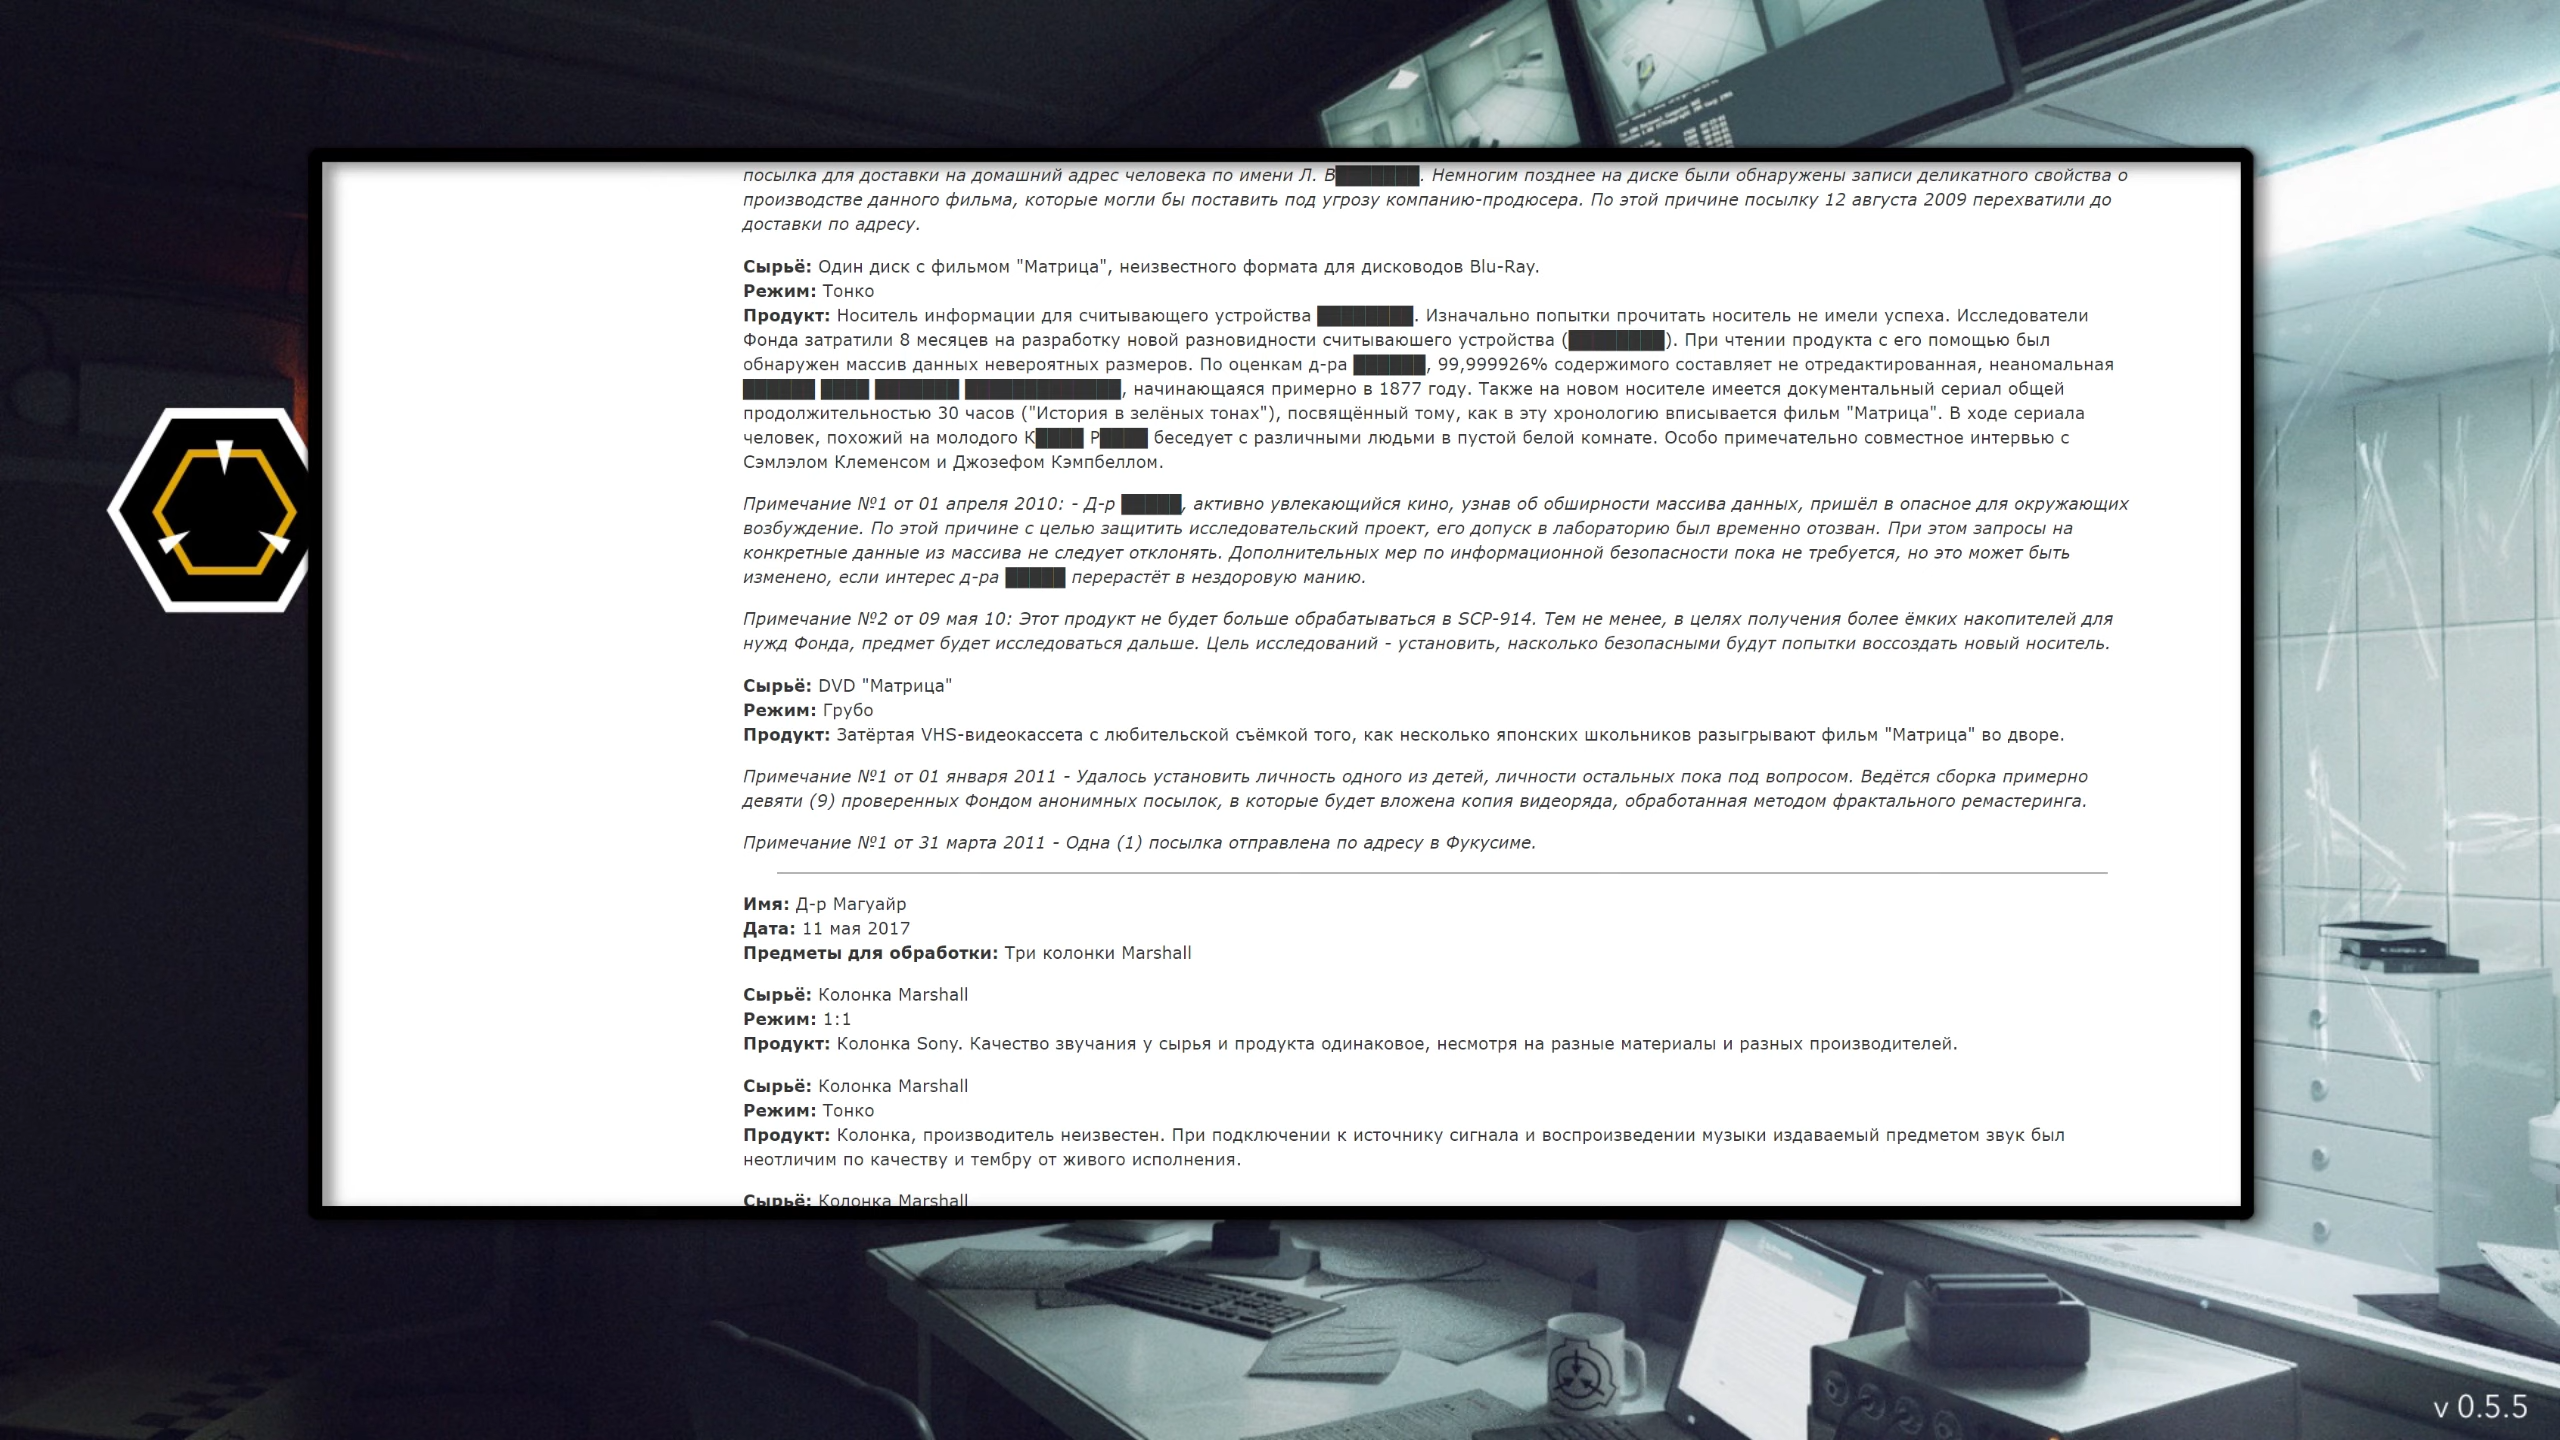 посылка для доставки на домашний адрес человека по имени Л. В███████. Немногим позднее на диске были обнаружены записи деликатного свойства о
производстве данного фильма, которые могли бы поставить под угрозу компанию-продюсера. По этой причине посылку 12 августа 2009 перехватили до
доставки по адресу.
Сырьё: Один диск с фильмом "Матрица", неизвестного формата для дисководов Blu-Ray.
Режим: Тонко
Продукт: Носитель информации для считывающего устройства ████████. Изначально попытки прочитать носитель не имели успеха. Исследователи
Фонда затратили 8 месяцев на разработку новой разновидности считываюшего устройства (████████). При чтении продукта с его помощью был
обнаружен массив данных невероятных размеров. По оценкам д-ра ██████, 99,999926% содержимого составляет не отредактированная, неаномальная
██████ ████ ███████ █████████████, начинающаяся примерно в 1877 году. Также на новом носителе имеется документальный сериал общей
продолжительностью 30 часов ("История в зелёных тонах"), посвящённый тому, как в эту хронологию вписывается фильм "Матрица". В ходе сериала
человек, похожий на молодого К████ Р████ беседует с различными людьми в пустой белой комнате. Особо примечательно совместное интервью с
Сэмлэлом Клеменсом и Джозефом Кэмпбеллом.
Примечание №1 от 01 апреля 2010: - Д-р █████, активно увлекающийся кино, узнав об обширности массива данных, пришёл в опасное для окружающих
возбуждение. По этой причине с целью защитить исследовательский проект, его допуск в лабораторию был временно отозван. При этом запросы на
конкретные данные из массива не следует отклонять. Дополнительных мер по информационной безопасности пока не требуется, но это может быть
изменено, если интерес д-ра █████ перерастёт в нездоровую манию.
Примечание №2 от 09 мая 10: Этот продукт не будет больше обрабатываться в SCP-914. Тем не менее, в целях получения более ёмких накопителей для
нужд Фонда, предмет будет исследоваться дальше. Цель исследований - установить, насколько безопасными будут попытки воссоздать новый носитель.
Сырьё: DVD "Матрица"
Режим: Грубо
Продукт: Затёртая VHS-видеокассета с любительской съёмкой того, как несколько японских школьников разыгрывают фильм "Матрица" во дворе.
Примечание №1 от 01 января 2011 - Удалось установить личность одного из детей, личности остальных пока под вопросом. Ведётся сборка примерно
девяти (9) проверенных Фондом анонимных посылок, в которые будет вложена копия видеоряда, обработанная методом фрактального ремастеринга.
Примечание №1 от 31 марта 2011 - Одна (1) посылка отправлена по адресу в Фукусиме.
Имя: Д-р Магуайр
Дата: 11 мая 2017
Предметы для обработки: Три колонки Marshall
Сырьё: Колонка Marshall
Режим: 1:1
Продукт: Колонка Sony. Качество звучания у сырья и продукта одинаковое, несмотря на разные материалы и разных производителей.
Сырьё: Колонка Marshall
Режим: Тонко
Продукт: Колонка, производитель неизвестен. При подключении к источнику сигнала и воспроизведении музыки издаваемый предметом звук был
неотличим по качеству и тембру от живого исполнения.
Сырьё: Колонка Marshall
v 0.5.5